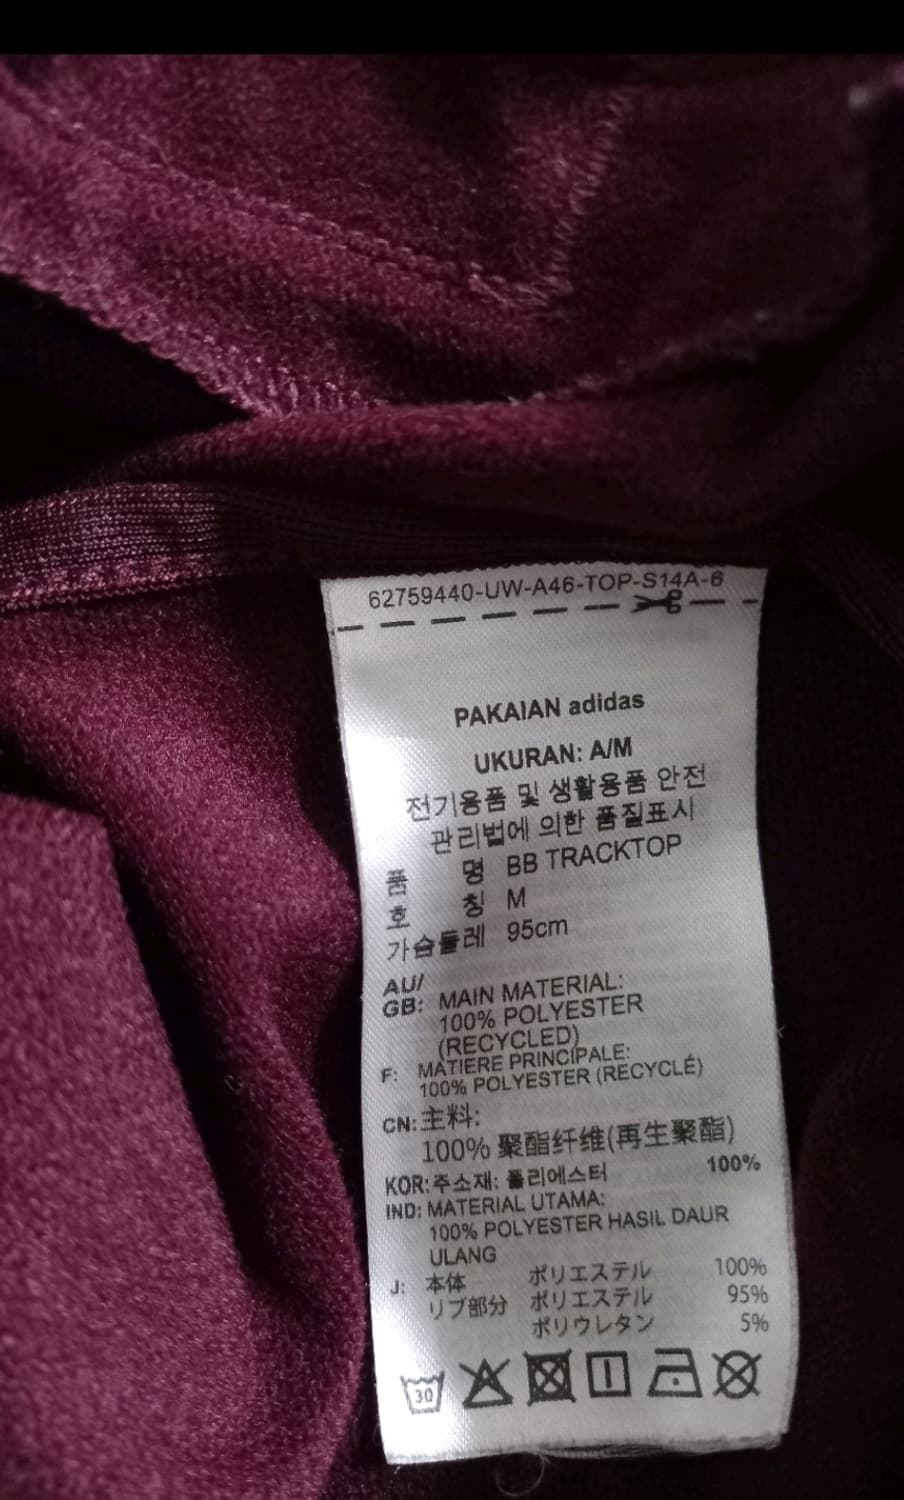 62759440-UW-A46-TOP-S14A-6
PAKAIAN adidas
UKURAN: A/M
전기용품 및 생활용품 안전
관리법에 의한 품질표시
품 명 BB TRACKTOP
호 칭 M
가슴둘레 95cm
AU/
GB: MAIN MATERIAL:
100% POLYESTER
(RECYCLED)
F: MATIERE PRINCIPALE:
100% POLYESTER (RECYCLÉ)
CN: 主料:
100% 聚酯纤维(再生聚酯)
KOR: 주소재: 폴리에스터 100%
IND: MATERIAL UTAMA:
100% POLYESTER HASIL DAUR
ULANG
J: 本体 ポリエステル 100%
リブ部分 ポリエステル 95%
ポリウレタン 5%
30